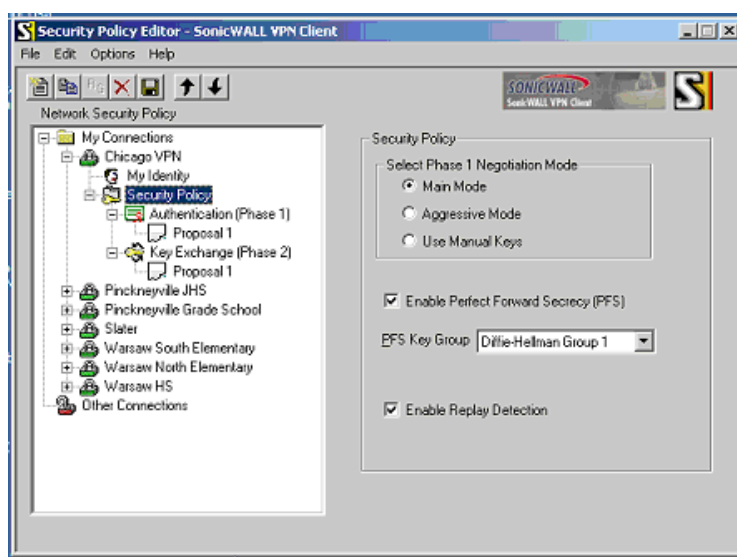 Security Policy Editor - SonicWALL VPN Client
File Edit Options Help
SONICWALL
SonicWALL VPN Client
S
Network Security Policy
My Connections
Chicago VPN
My Identity
Security Policy
Authentication (Phase 1)
Proposal 1
Key Exchange (Phase 2)
Proposal 1
Pinckneyville JHS
Pinckneyville Grade School
Slater
Warsaw South Elementary
Warsaw North Elementary
Warsaw HS
Other Connections
Security Policy
Select Phase 1 Negotiation Mode
Main Mode
Aggressive Mode
Use Manual Keys
Enable Perfect Forward Secrecy (PFS)
PFS Key Group Diffie-Hellman Group 1
Enable Replay Detection